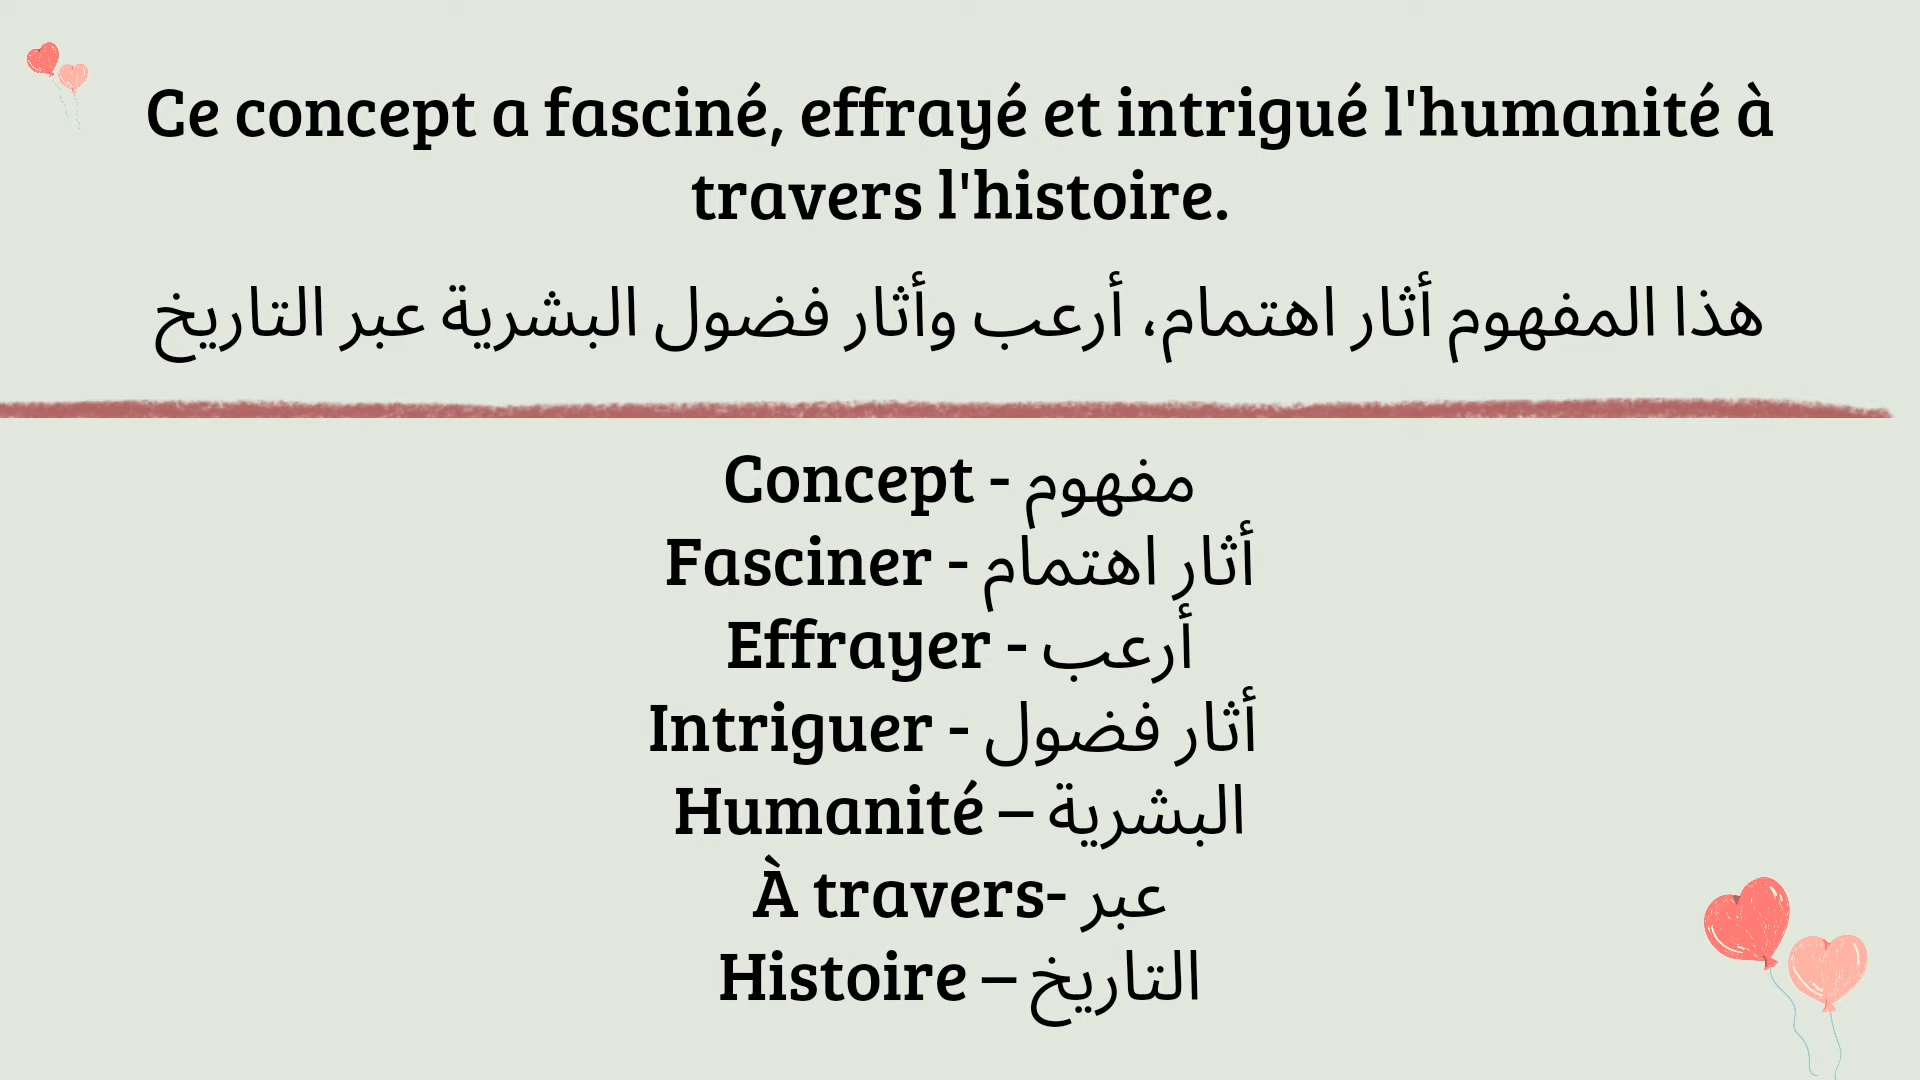 Ce concept a fasciné, effrayé et intrigué l'humanité à
travers l'histoire.
هذا المفهوم أثار اهتمام، أرعب وأثار فضول البشرية عبر التاريخ
Concept - مفهوم
Fasciner - أثار اهتمام
Effrayer - أرعب
Intriguer - أثار فضول
Humanité – البشرية
À travers- عبر
Histoire – التاريخ